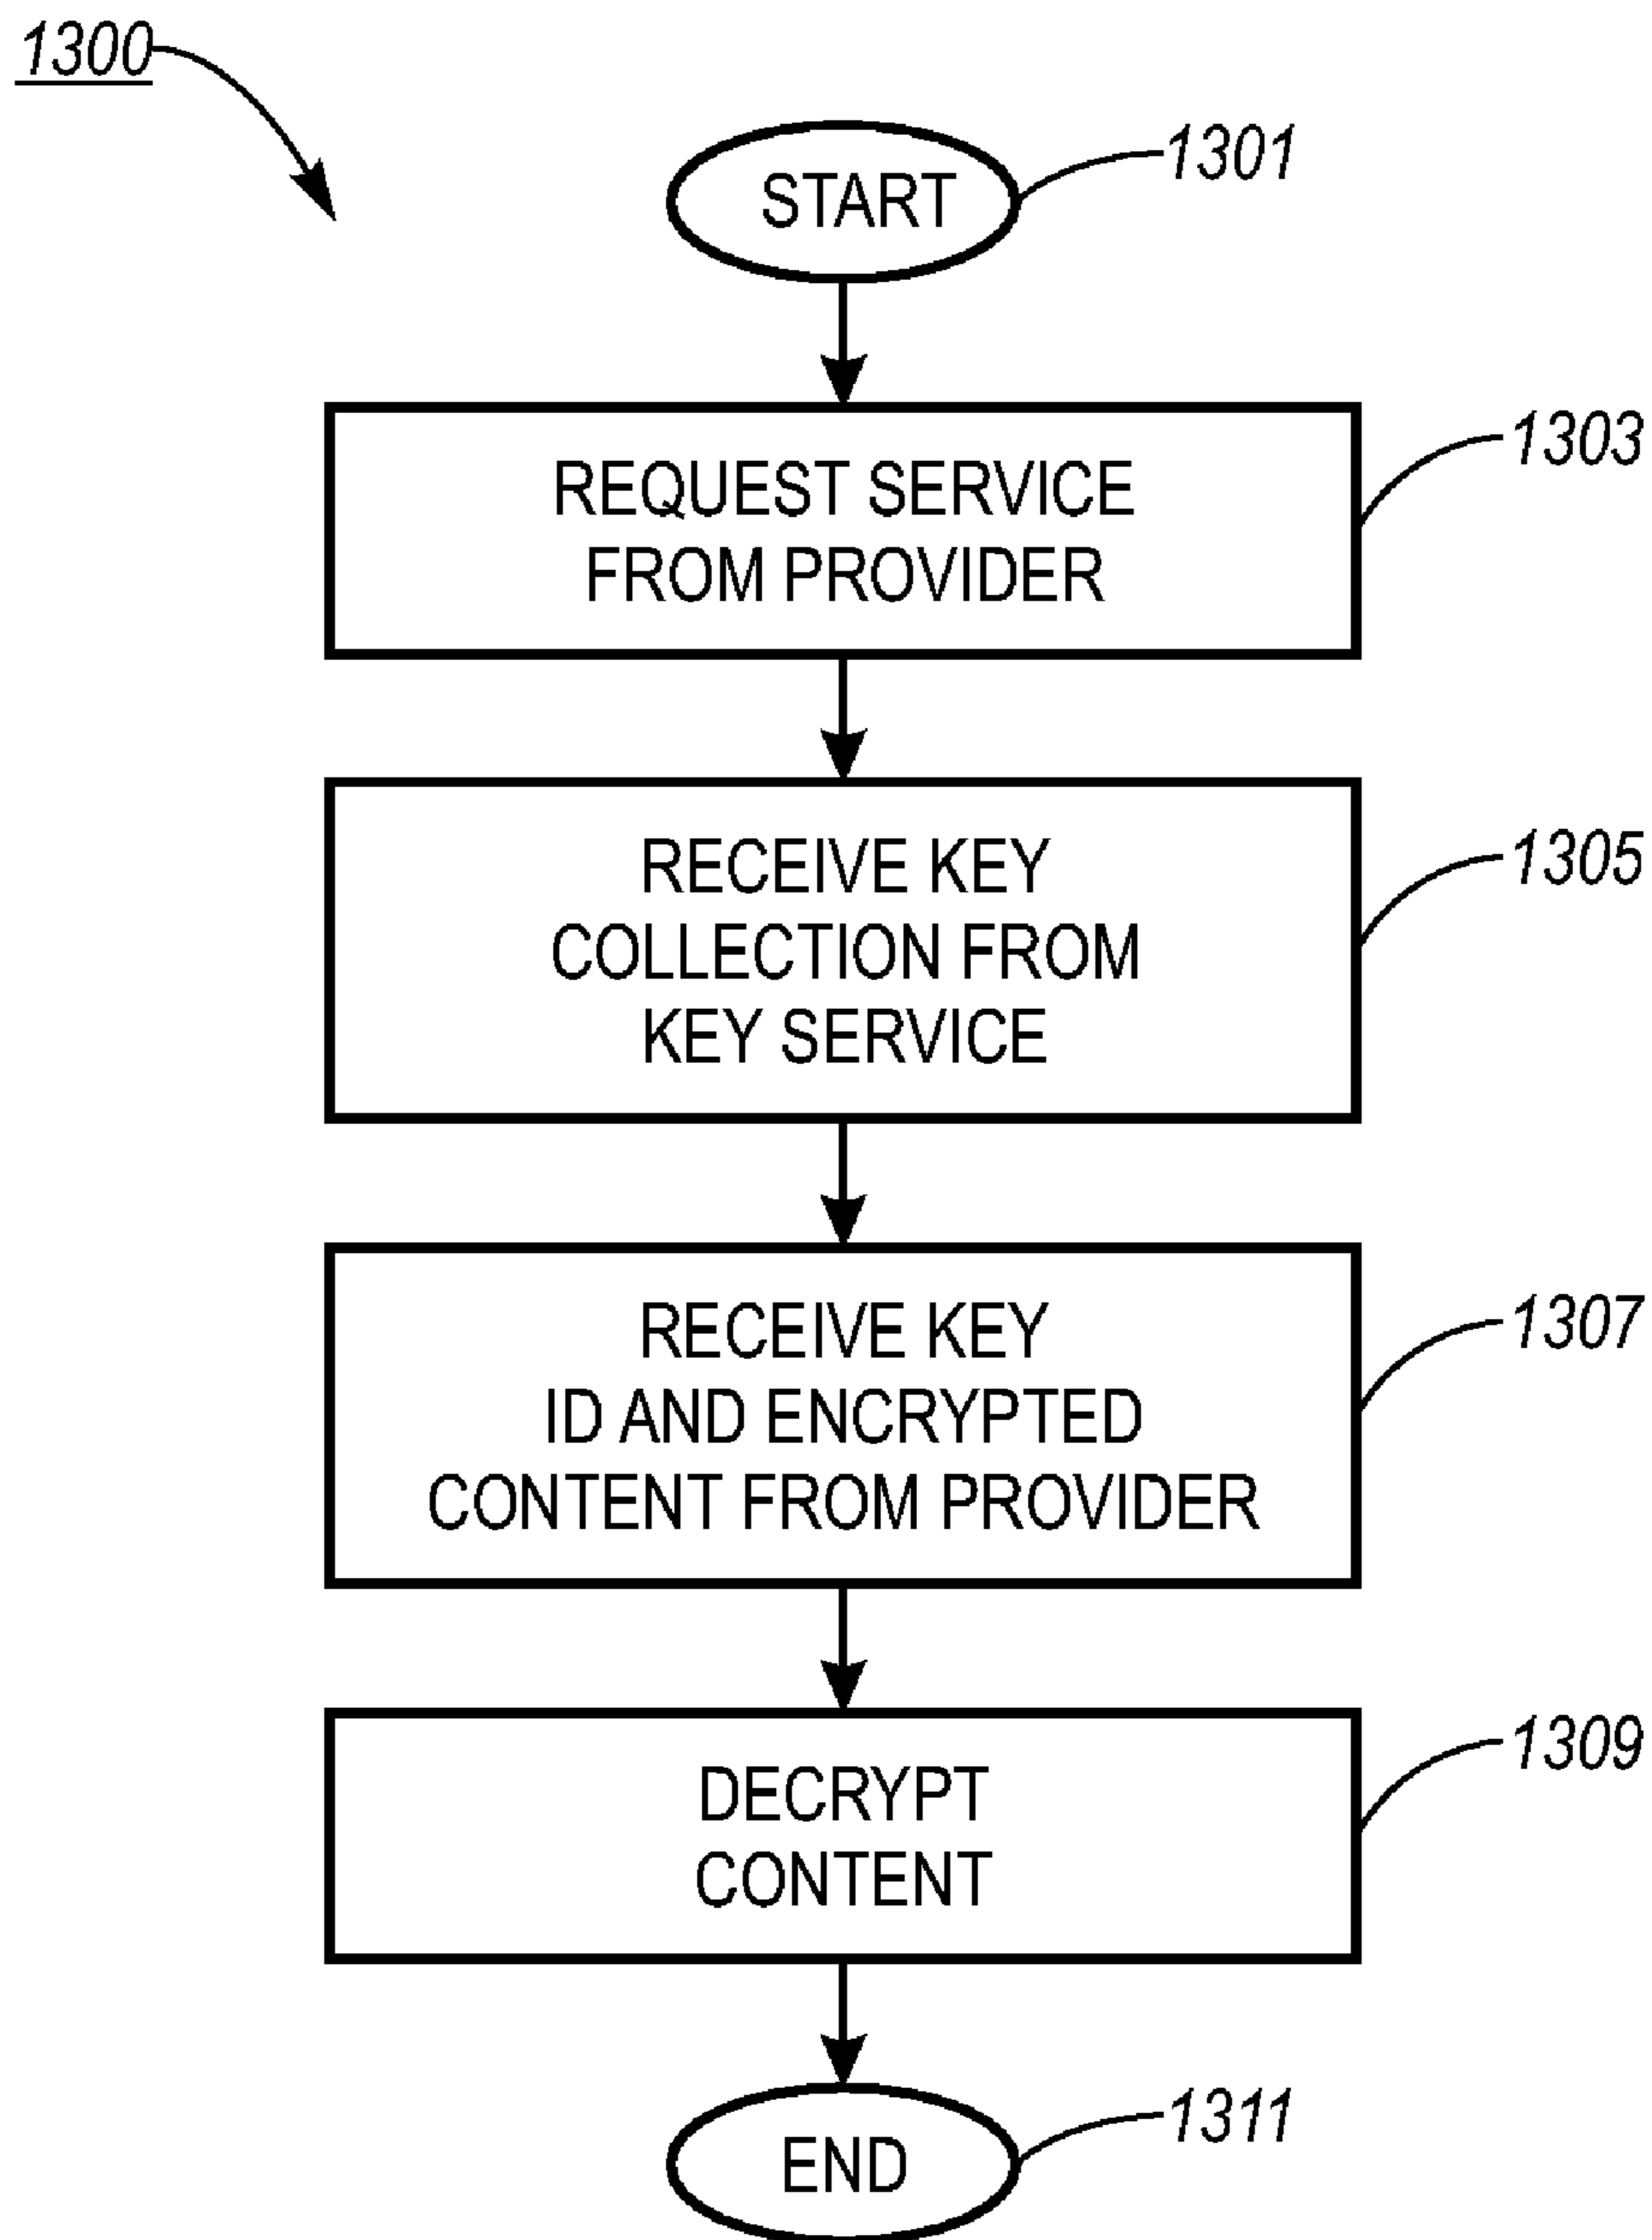 1300
START
1301
REQUEST SERVICE
FROM PROVIDER
1303
RECEIVE KEY
COLLECTION FROM
KEY SERVICE
1305
RECEIVE KEY
ID AND ENCRYPTED
CONTENT FROM PROVIDER
1307
DECRYPT
CONTENT
1309
END
1311